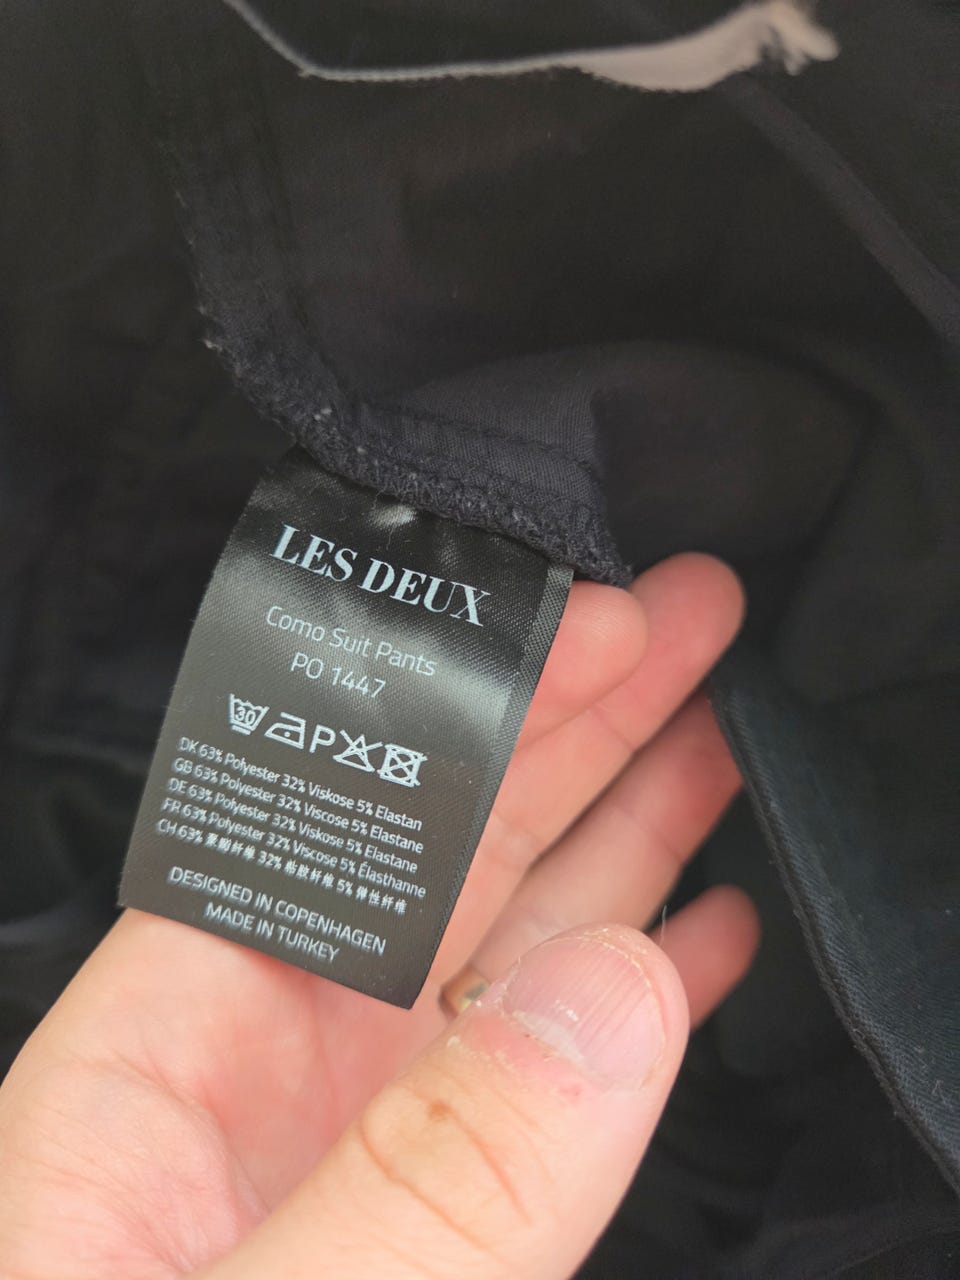 LES DEUX
Como Suit Pants
PO 1447
30 P
DK 63% Polyester 32% Viskose 5% Elastan
GB 63% Polyester 32% Viscose 5% Elastane
DE 63% Polyester 32% Viskose 5% Elastane
FR 63% Polyester 32% Viscose 5% Élasthanne
CH 63% 聚酯纤维 32% 粘胶纤维 5% 弹性纤维
DESIGNED IN COPENHAGEN
MADE IN TURKEY